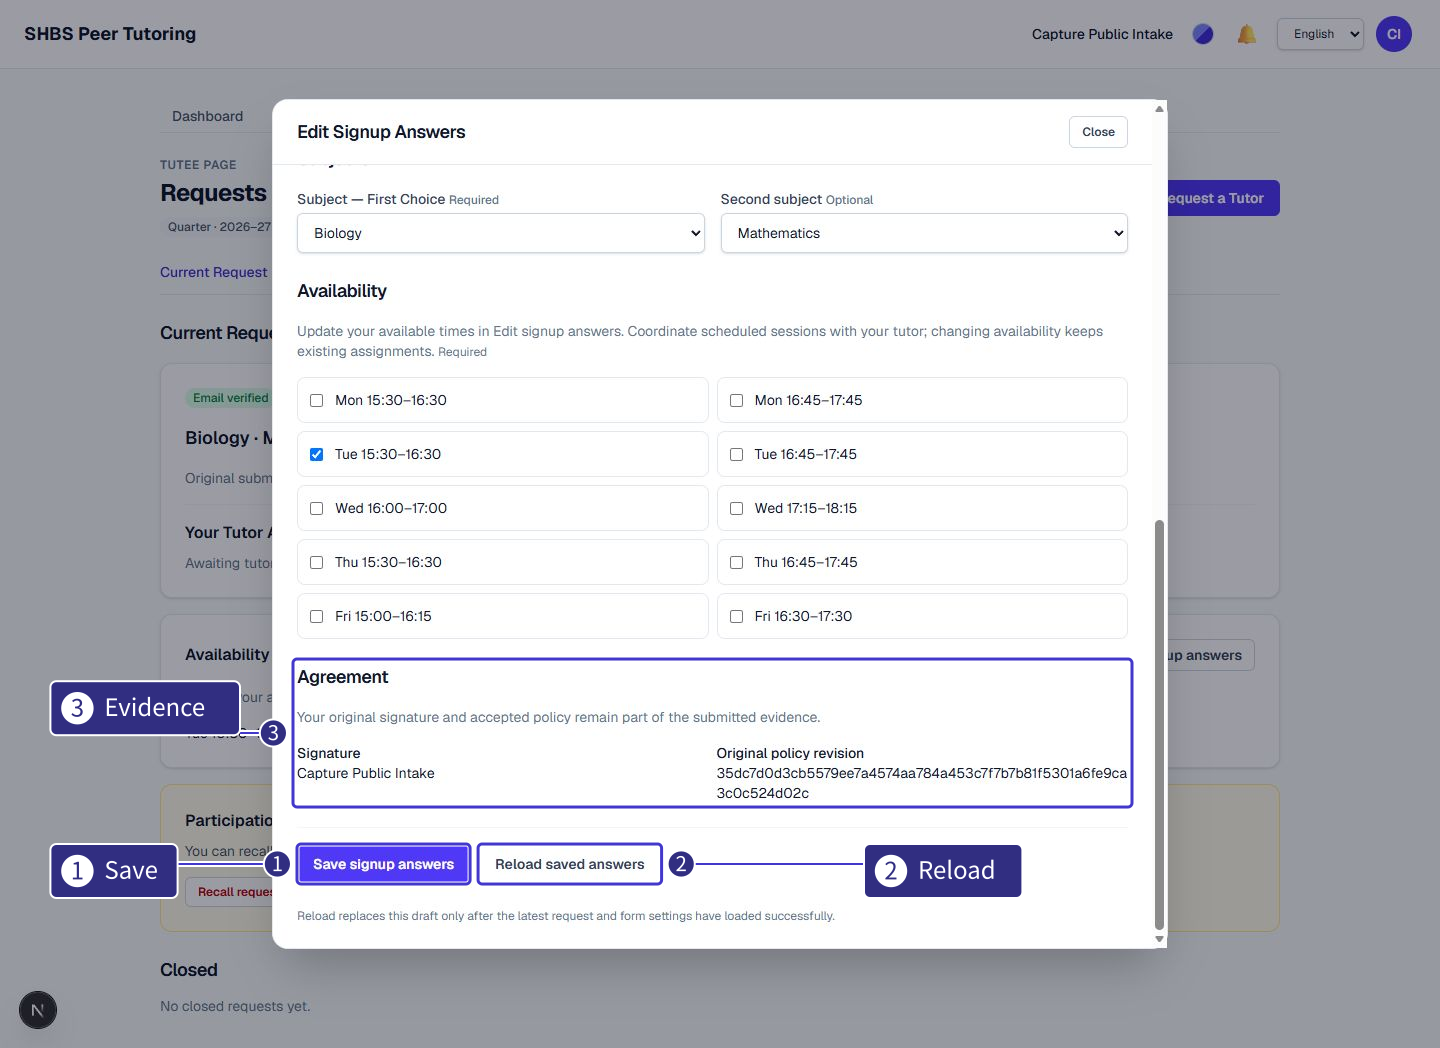 SHBS Peer Tutoring
Capture Public Intake
English
CI
Dashboard
TUTEE PAGE
Requests
Quarter · 2026–27
equest a Tutor
Current Request
Current Reque
Email verified
Biology · M
Original subm
Your Tutor A
Awaiting tutor
Availability
up answers
Participatio
You can recal
Recall reques
Closed
No closed requests yet.
N
Edit Signup Answers
Close
Subject — First Choice Required
Second subject Optional
Biology
Mathematics
Availability
Update your available times in Edit signup answers. Coordinate scheduled sessions with your tutor; changing availability keeps
existing assignments. Required
Mon 15:30–16:30
Mon 16:45–17:45
Tue 15:30–16:30
Tue 16:45–17:45
Wed 16:00–17:00
Wed 17:15–18:15
Thu 15:30–16:30
Thu 16:45–17:45
Fri 15:00–16:15
Fri 16:30–17:30
Agreement
Your original signature and accepted policy remain part of the submitted evidence.
Signature
Capture Public Intake
Original policy revision
35dc7d0d3cb5579ee7a4574aa784a453c7f7b7b81f5301a6fe9ca
3c0c524d02c
3 Evidence
3
1 Save
1
Save signup answers
Reload saved answers
2
2 Reload
Reload replaces this draft only after the latest request and form settings have loaded successfully.